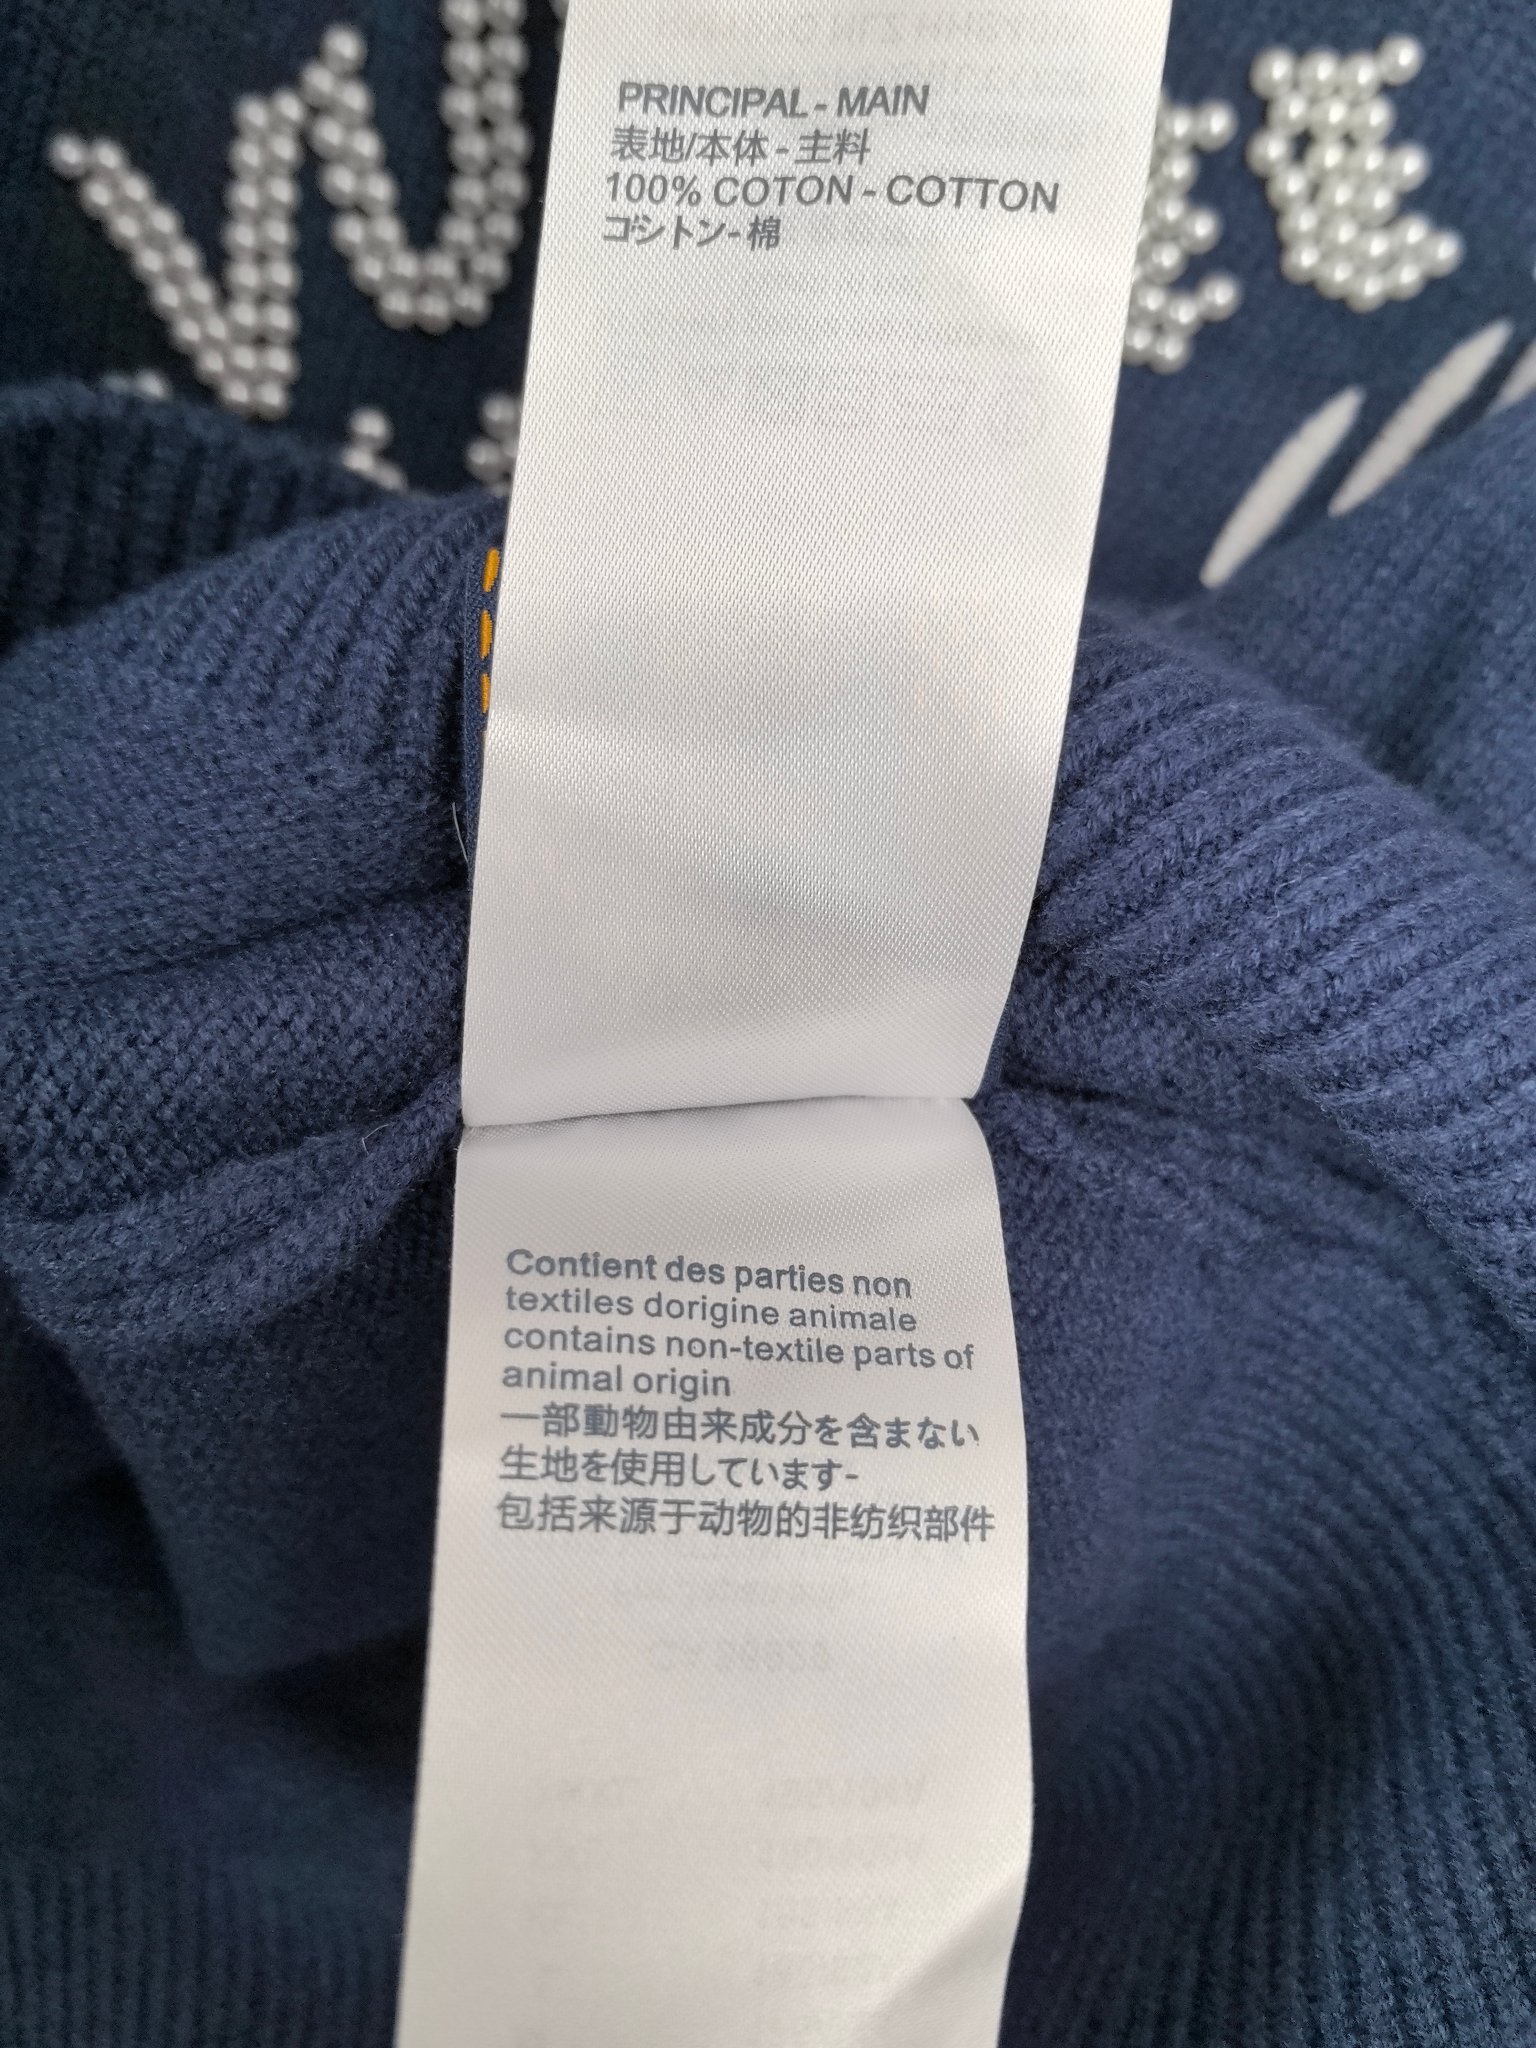 PRINCIPAL - MAIN
表地/本体 - 主料
100% COTON - COTTON
コシトン - 棉
Contient des parties non
textiles dorigine animale
contains non-textile parts of
animal origin
一部動物由来成分を含まない
生地を使用しています-
包括来源于动物的非纺织部件